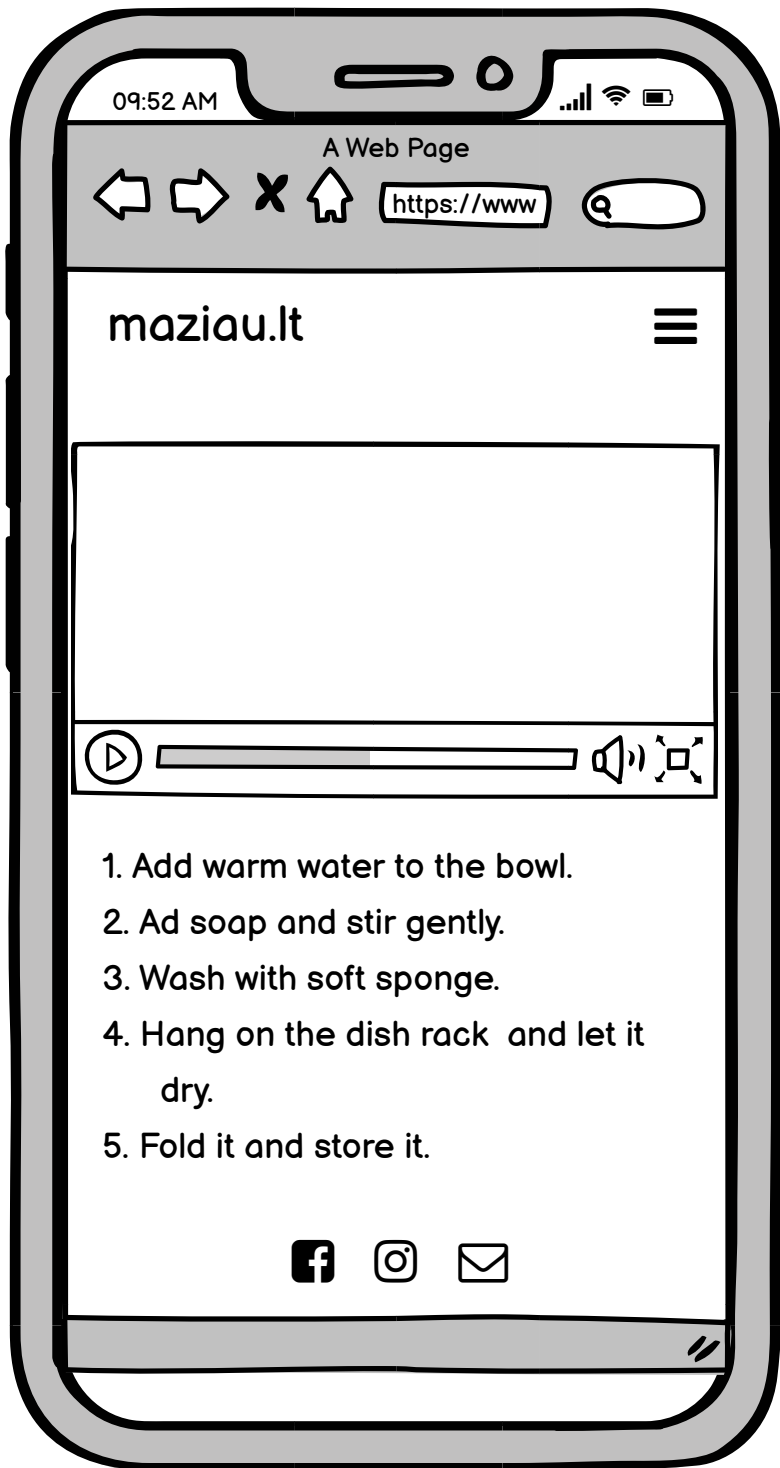 09:52 AM
A Web Page
https://www
maziau.lt
1. Add warm water to the bowl.
2. Ad soap and stir gently.
3. Wash with soft sponge.
4. Hang on the dish rack  and let it
dry.
5. Fold it and store it.